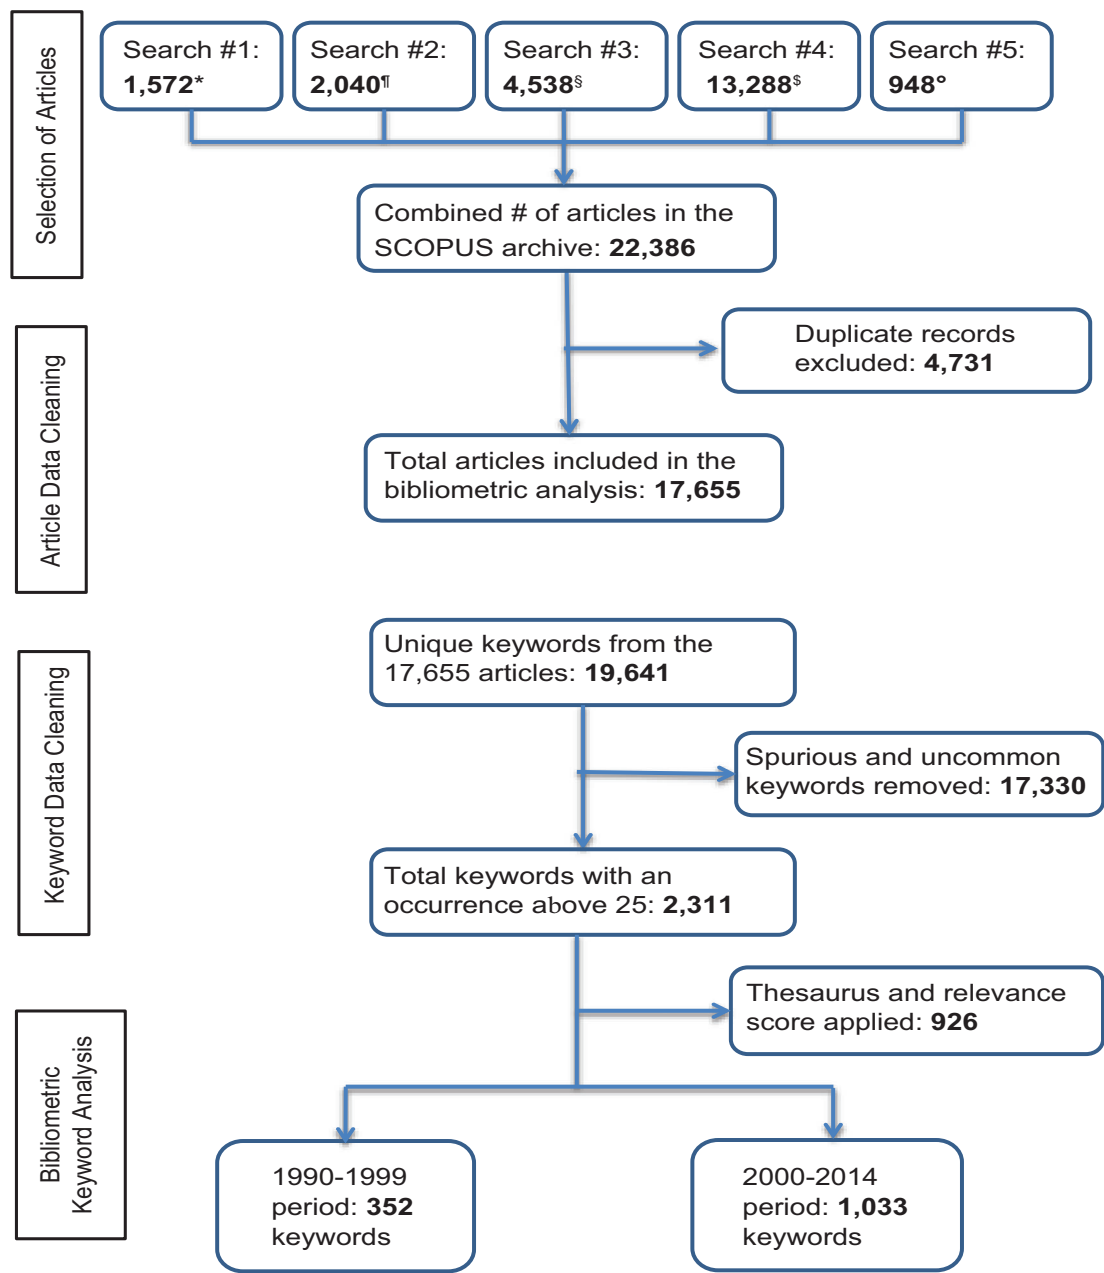 Selection of Articles
Search #1:
1,572*
Search #2:
2,040¶
Search #3:
4,538§
Search #4:
13,288$
Search #5:
948º
Combined # of articles in the
SCOPUS archive: 22,386
Article Data Cleaning
Duplicate records
excluded: 4,731
Total articles included in the
bibliometric analysis: 17,655
Keyword Data Cleaning
Unique keywords from the
17,655 articles: 19,641
Spurious and uncommon
keywords removed: 17,330
Total keywords with an
occurrence above 25: 2,311
Bibliometric
Keyword Analysis
Thesaurus and relevance
score applied: 926
1990-1999
period: 352
keywords
2000-2014
period: 1,033
keywords